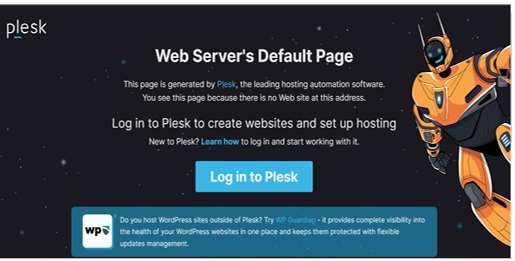 plesk
Web Server's Default Page
This page is generated by Plesk, the leading hosting automation software.
You see this page because there is no Web site at this address.
Log in to Plesk to create websites and set up hosting
New to Plesk? Learn how to log in and start working with it.
Log in to Plesk
wp
Do you host WordPress sites outside of Plesk? Try WP Guardian - it provides complete visibility into
the health of your WordPress websites in one place and keeps them protected with flexible
updates management.